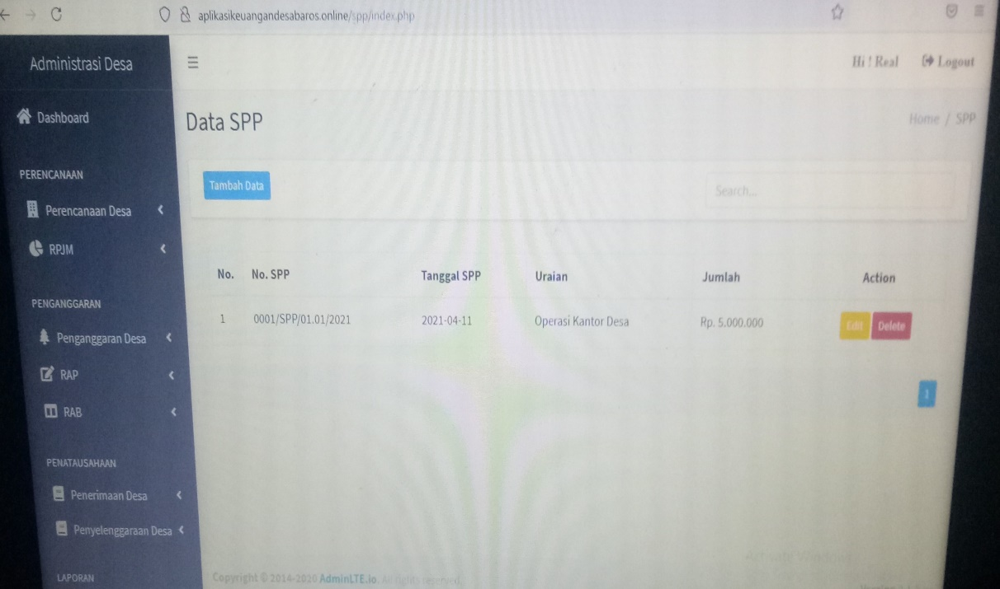 aplikasikeuangandesabaros.online/spp/index.php
Administrasi Desa
Hi ! Real Logout
Dashboard
Data SPP
Home / SPP
PERENCANAAN
Tambah Data
Search...
Perencanaan Desa
RPJM
No. No. SPP Tanggal SPP Uraian Jumlah Action
1 0001/SPP/01.01/2021 2021-04-11 Operasi Kantor Desa Rp. 5.000.000 Edit Delete
PENGANGGARAN
Penganggaran Desa
RAP
1
RAB
PENATAUSAHAAN
Penerimaan Desa
Penyelenggaraan Desa
LAPORAN
Copyright © 2014-2020 AdminLTE.io. All rights reserved.
Activate Windows